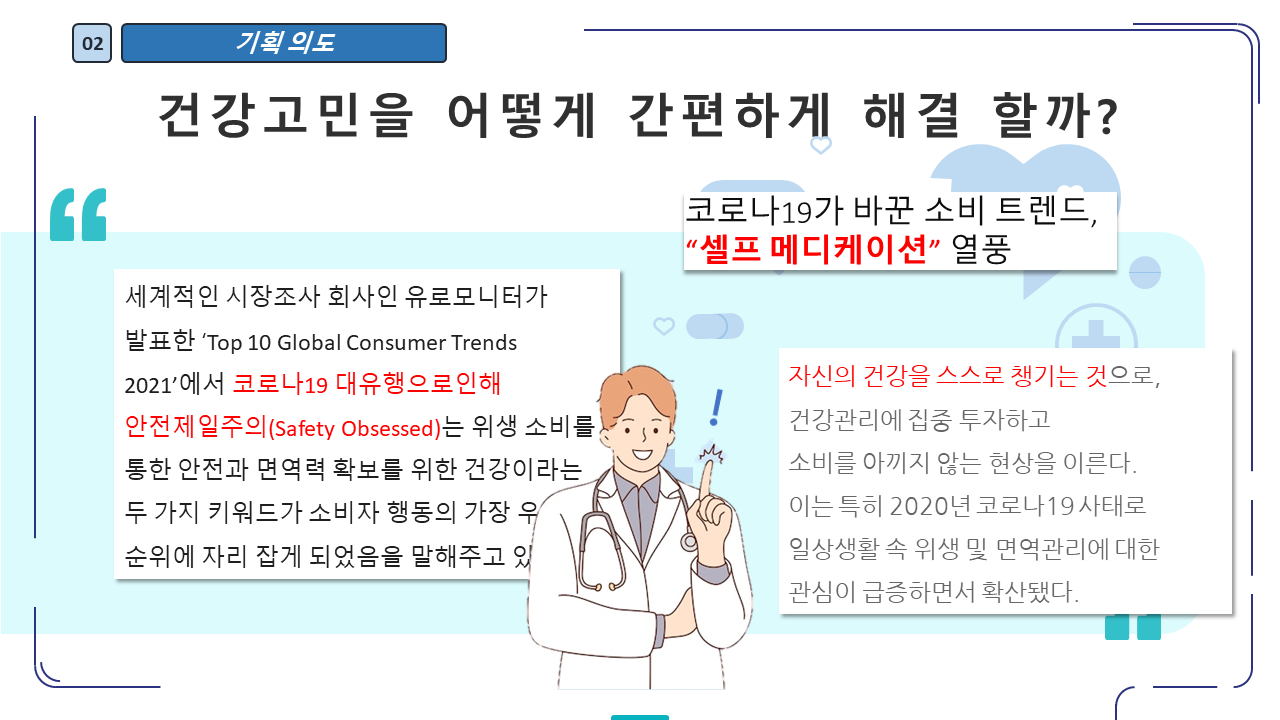 02
기획 의도
건강고민을 어떻게 간편하게 해결 할까?
코로나19가 바꾼 소비 트렌드,
“셀프 메디케이션” 열풍
세계적인 시장조사 회사인 유로모니터가
발표한 ‘Top 10 Global Consumer Trends
2021’에서 코로나19 대유행으로인해
안전제일주의(Safety Obsessed)는 위생 소비를
통한 안전과 면역력 확보를 위한 건강이라는
두 가지 키워드가 소비자 행동의 가장 우
순위에 자리 잡게 되었음을 말해주고 있
자신의 건강을 스스로 챙기는 것으로,
건강관리에 집중 투자하고
소비를 아끼지 않는 현상을 이른다.
이는 특히 2020년 코로나19 사태로
일상생활 속 위생 및 면역관리에 대한
관심이 급증하면서 확산됐다.